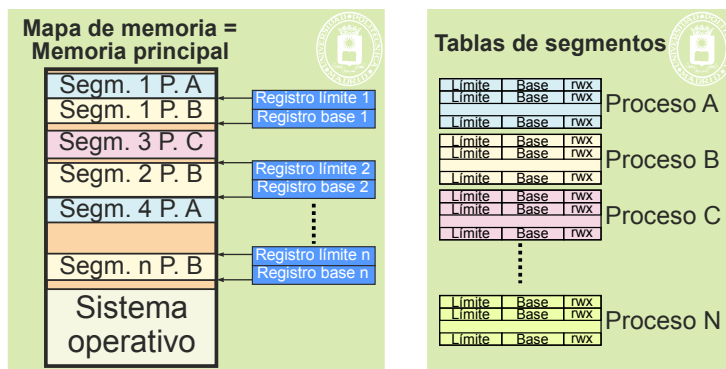 Mapa de memoria =
Memoria principal
Segm. 1 P. A
Segm. 1 P. B
Segm. 3 P. C
Segm. 2 P. B
Segm. 4 P. A
Segm. n P. B
Sistema
operativo
Registro límite 1
Registro base 1
Registro límite 2
Registro base 2
Registro límite n
Registro base n
Tablas de segmentos
Límite Base rwx
Límite Base rwx
Límite Base rwx
Proceso A
Límite Base rwx
Límite Base rwx
Límite Base rwx
Proceso B
Límite Base rwx
Límite Base rwx
Límite Base rwx
Proceso C
Límite Base rwx
Límite Base rwx
Límite Base rwx
Proceso N